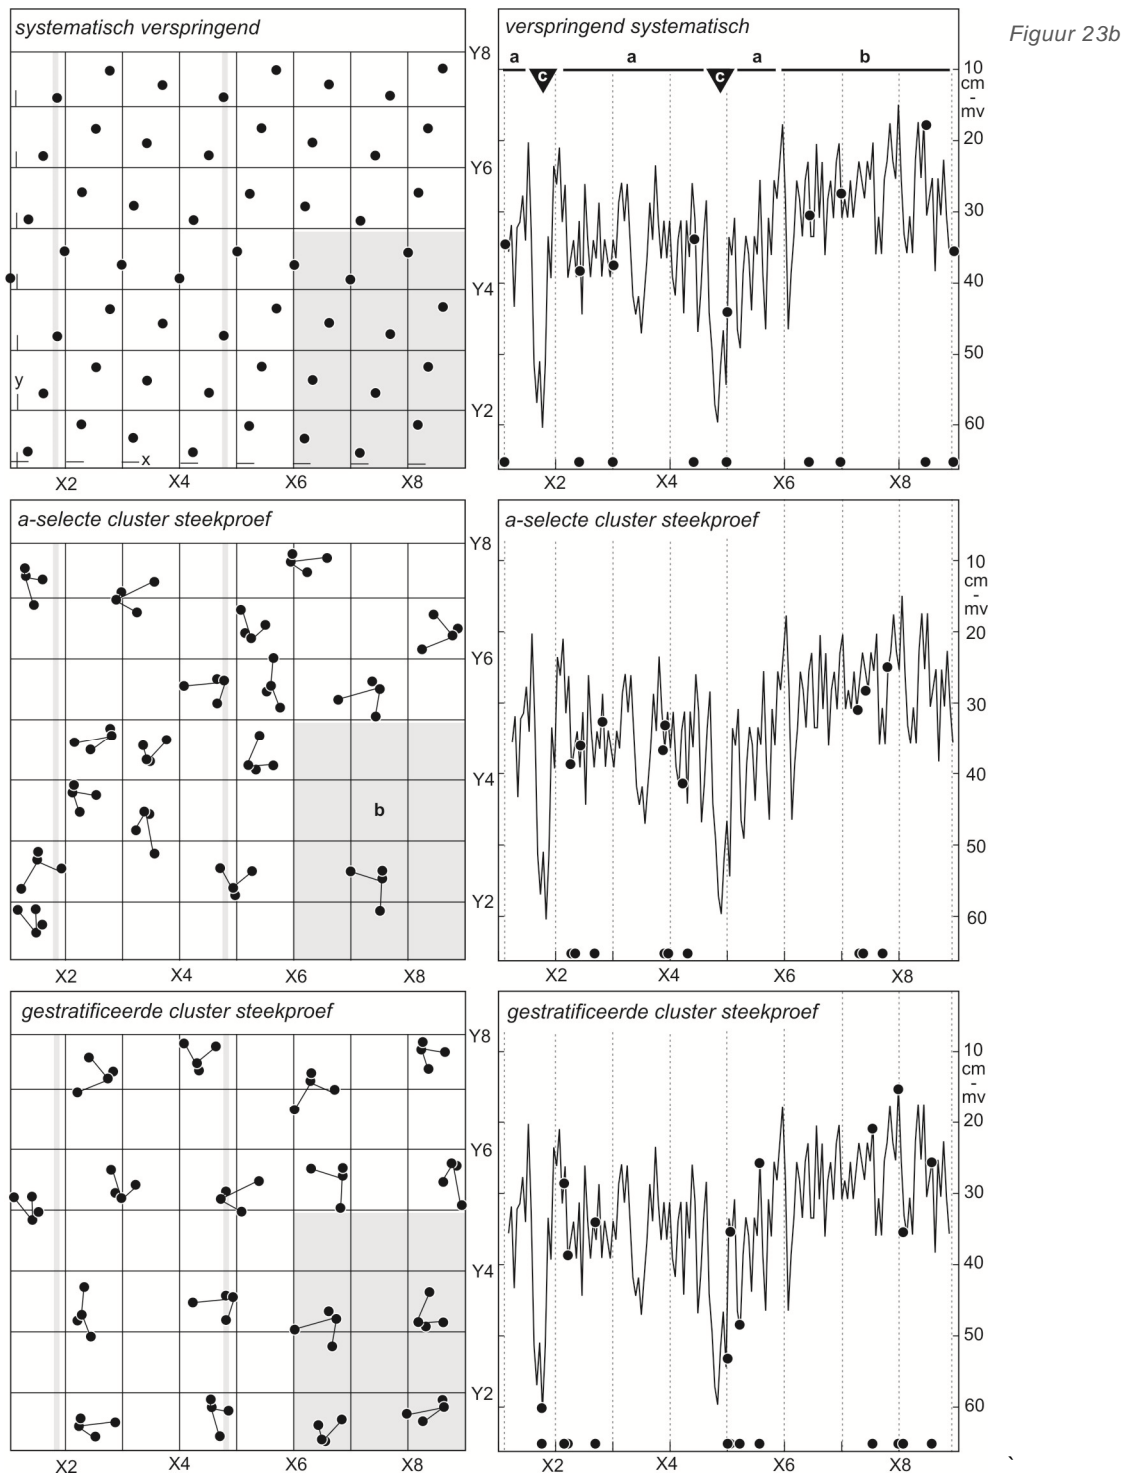 systematisch verspringend
Y8
Y6
Y4
Y2
y
x
X2 X4 X6 X8
verspringend systematisch
a c a c a b
10
cm
-
mv
20
30
40
50
60
X2 X4 X6 X8
Figuur 23b
a-selecte cluster steekproef
Y8
Y6
Y4
b
Y2
X2 X4 X6 X8
a-selecte cluster steekproef
10
cm
-
mv
20
30
40
50
60
X2 X4 X6 X8
gestratificeerde cluster steekproef
Y8
Y6
Y4
Y2
X2 X4 X6 X8
gestratificeerde cluster steekproef
10
cm
-
mv
20
30
40
50
60
X2 X4 X6 X8
`